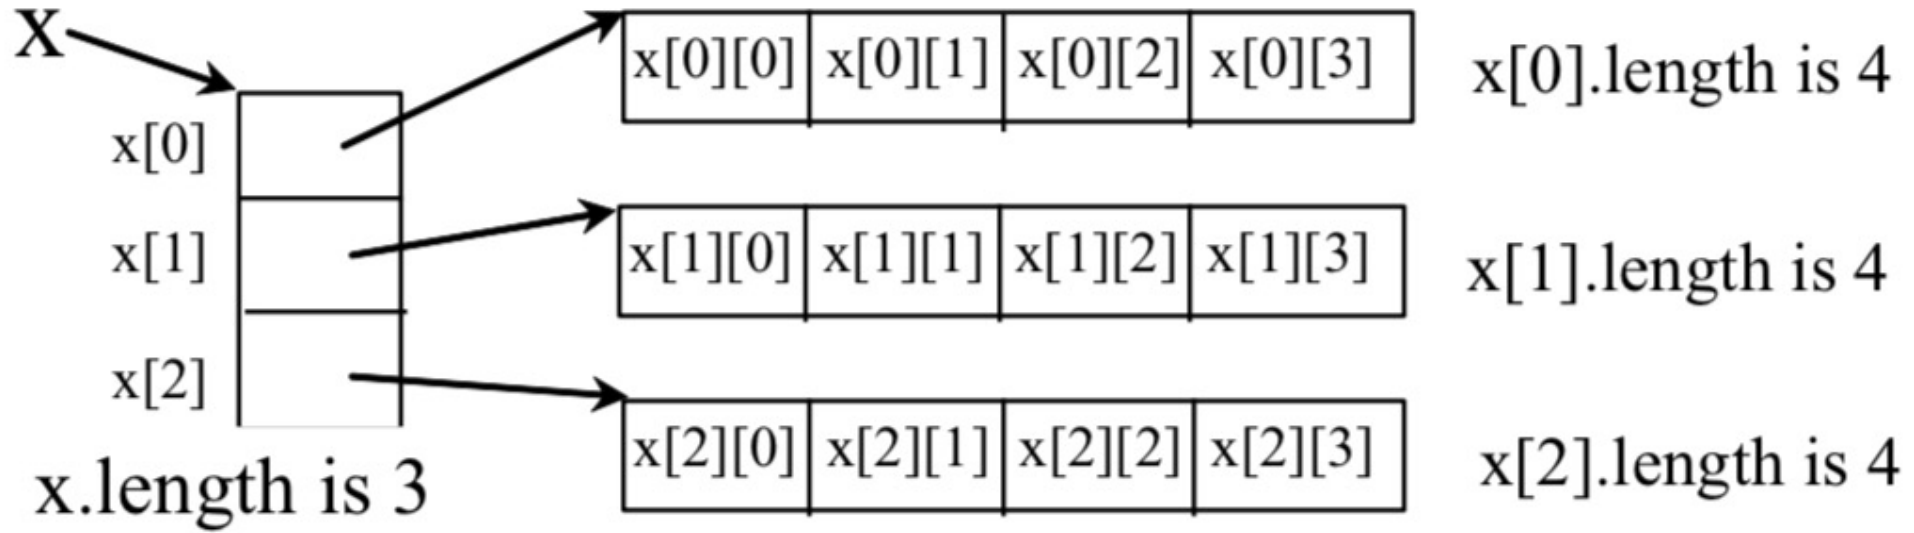 X
x[0][0] x[0][1] x[0][2] x[0][3] x[0].length is 4
x[0]
x[1] x[1][0] x[1][1] x[1][2] x[1][3] x[1].length is 4
x[2]
x[2][0] x[2][1] x[2][2] x[2][3] x[2].length is 4
x.length is 3